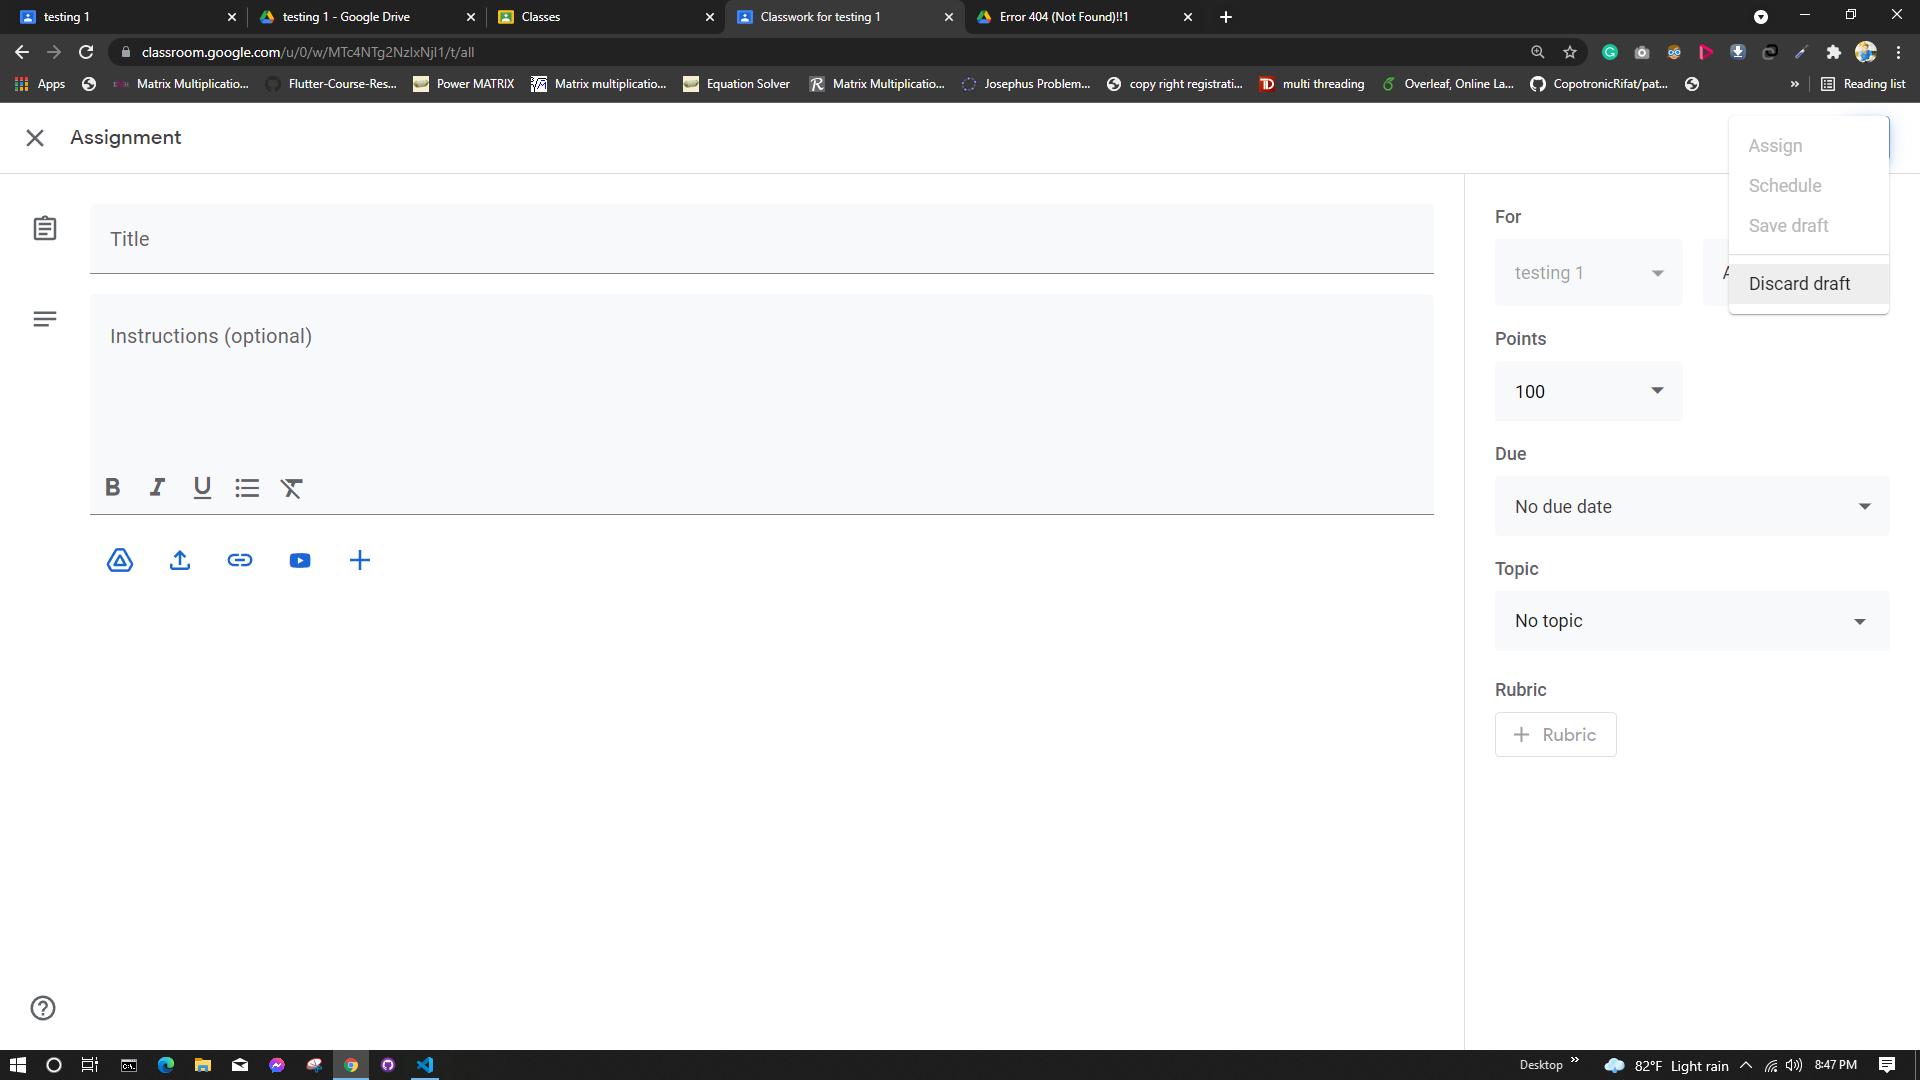 testing 1
testing 1 - Google Drive
Classes
Classwork for testing 1
Error 404 (Not Found)!!1
classroom.google.com/u/0/w/MTc4NTg2NzIxNjI1/t/all
Apps
Matrix Multiplicatio...
Flutter-Course-Res...
Power MATRIX
Matrix multiplicatio...
Equation Solver
Matrix Multiplicatio...
Josephus Problem...
copy right registrati...
multi threading
Overleaf, Online La...
CopotronicRifat/pat...
»
Reading list
Assignment
Assign
Schedule
Save draft
Discard draft
Title
Instructions (optional)
B I U
For
testing 1
A
Points
100
Due
No due date
Topic
No topic
Rubric
Rubric
Desktop »
82°F Light rain
8:47 PM